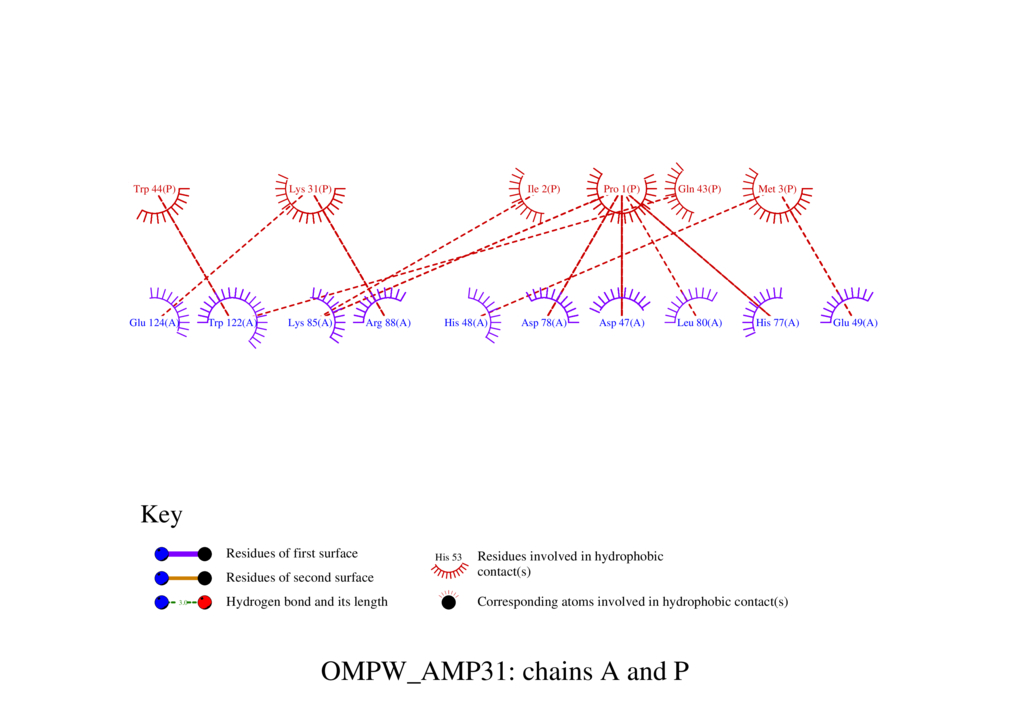 Trp 44(P) Lys 31(P) Ile 2(P) Pro 1(P) Gln 43(P) Met 3(P)
Glu 124(A) Trp 122(A) Lys 85(A) Arg 88(A) His 48(A) Asp 78(A) Asp 47(A) Leu 80(A) His 77(A) Glu 49(A)
Key
Residues of first surface
Residues of second surface
3.0
Hydrogen bond and its length
His 53
Residues involved in hydrophobic
contact(s)
Corresponding atoms involved in hydrophobic contact(s)
OMPW_AMP31: chains A and P